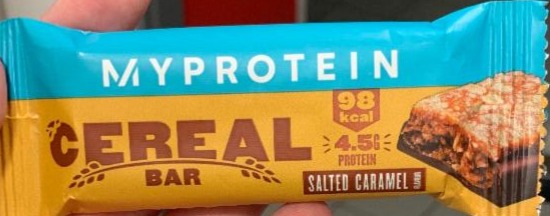 MYPROTEIN
CEREAL
BAR
98
kcal
4.5G
PROTEIN
SALTED CARAMEL